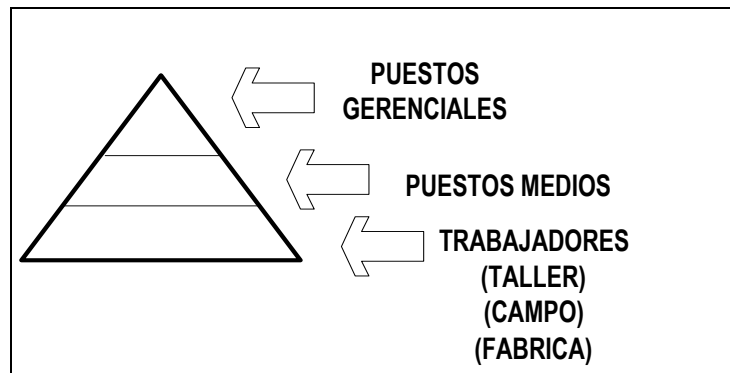 PUESTOS
GERENCIALES
PUESTOS MEDIOS
TRABAJADORES
(TALLER)
(CAMPO)
(FABRICA)